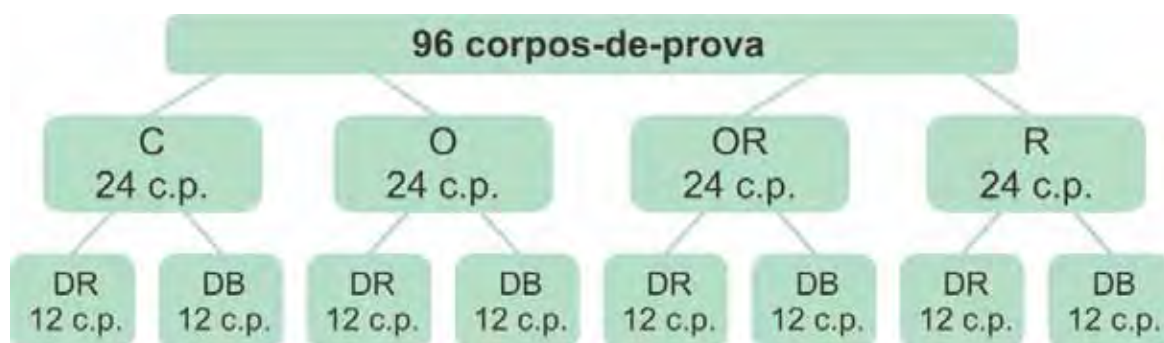 96 corpos-de-prova
C
24 c.p.
O
24 c.p.
OR
24 c.p.
R
24 c.p.
DR
12 c.p.
DB
12 c.p.
DR
12 c.p.
DB
12 c.p.
DR
12 c.p.
DB
12 c.p.
DR
12 c.p.
DB
12 c.p.